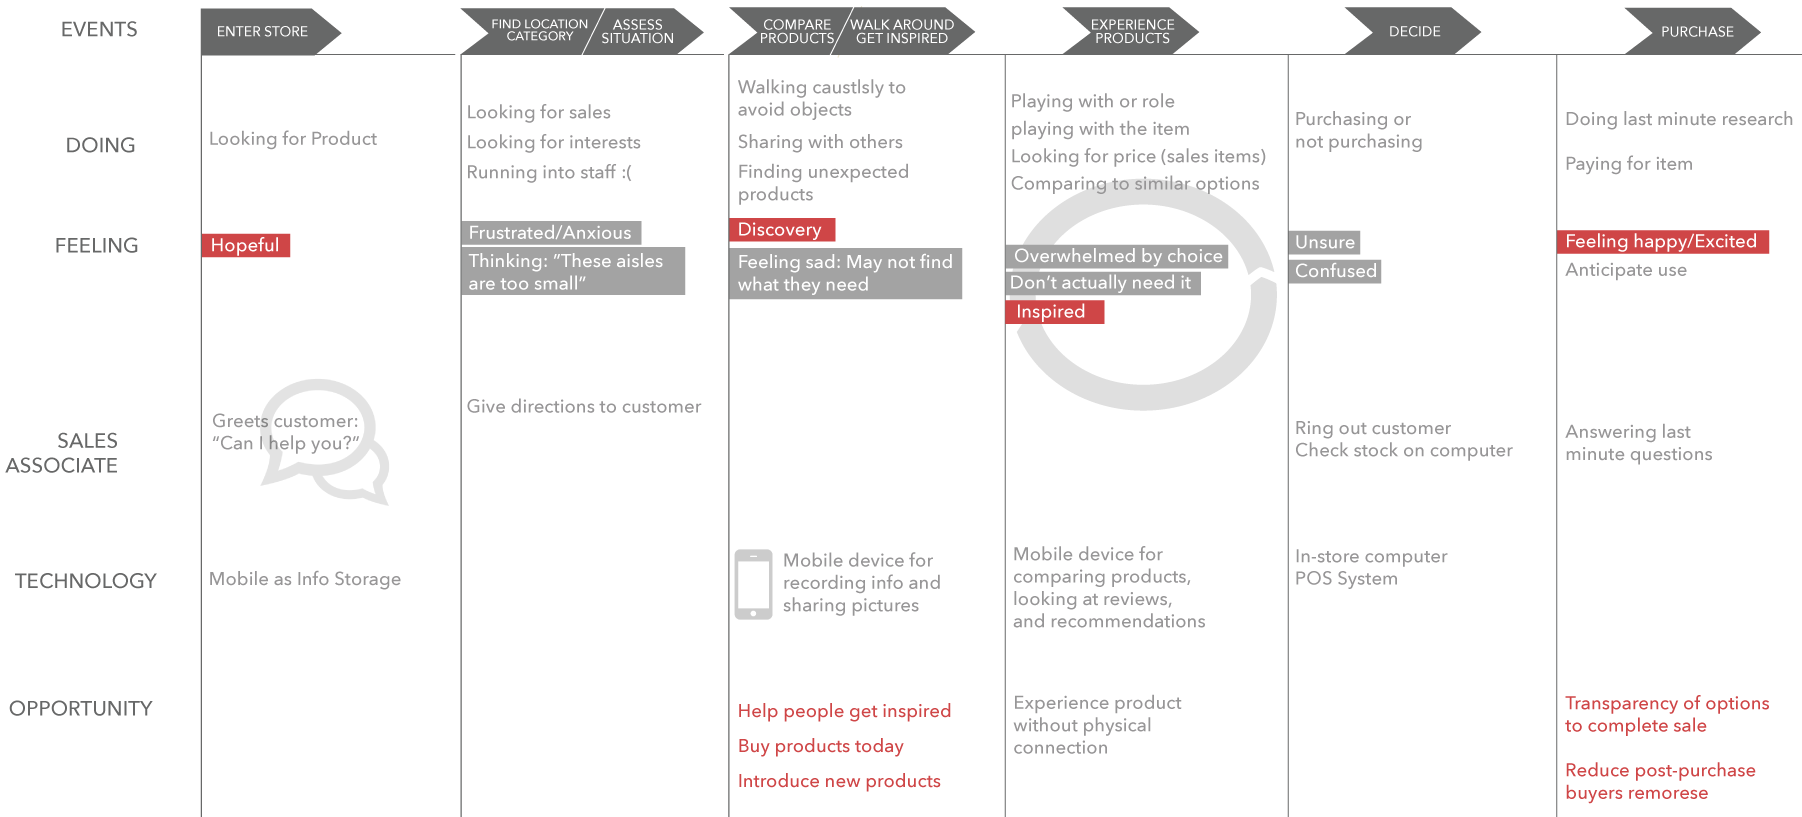 EVENTS
ENTER STORE
FIND LOCATION
CATEGORY
ASSESS
SITUATION
COMPARE
PRODUCTS
WALK AROUND
GET INSPIRED
EXPERIENCE
PRODUCTS
DECIDE
PURCHASE
DOING
Looking for Product
Looking for sales
Looking for interests
Running into staff :(
Walking caustlsly to
avoid objects
Sharing with others
Finding unexpected
products
Playing with or role
playing with the item
Looking for price (sales items)
Comparing to similar options
Purchasing or
not purchasing
Doing last minute research
Paying for item
FEELING
Hopeful
Frustrated/Anxious
Thinking: “These aisles
are too small”
Discovery
Feeling sad: May not find
what they need
Overwhelmed by choice
Don’t actually need it
Inspired
Unsure
Confused
Feeling happy/Excited
Anticipate use
SALES
ASSOCIATE
Greets customer:
“Can I help you?”
Give directions to customer
Ring out customer
Check stock on computer
Answering last
minute questions
TECHNOLOGY
Mobile as Info Storage
Mobile device for
recording info and
sharing pictures
Mobile device for
comparing products,
looking at reviews,
and recommendations
In-store computer
POS System
OPPORTUNITY
Help people get inspired
Buy products today
Introduce new products
Experience product
without physical
connection
Transparency of options
to complete sale
Reduce post-purchase
buyers remorese